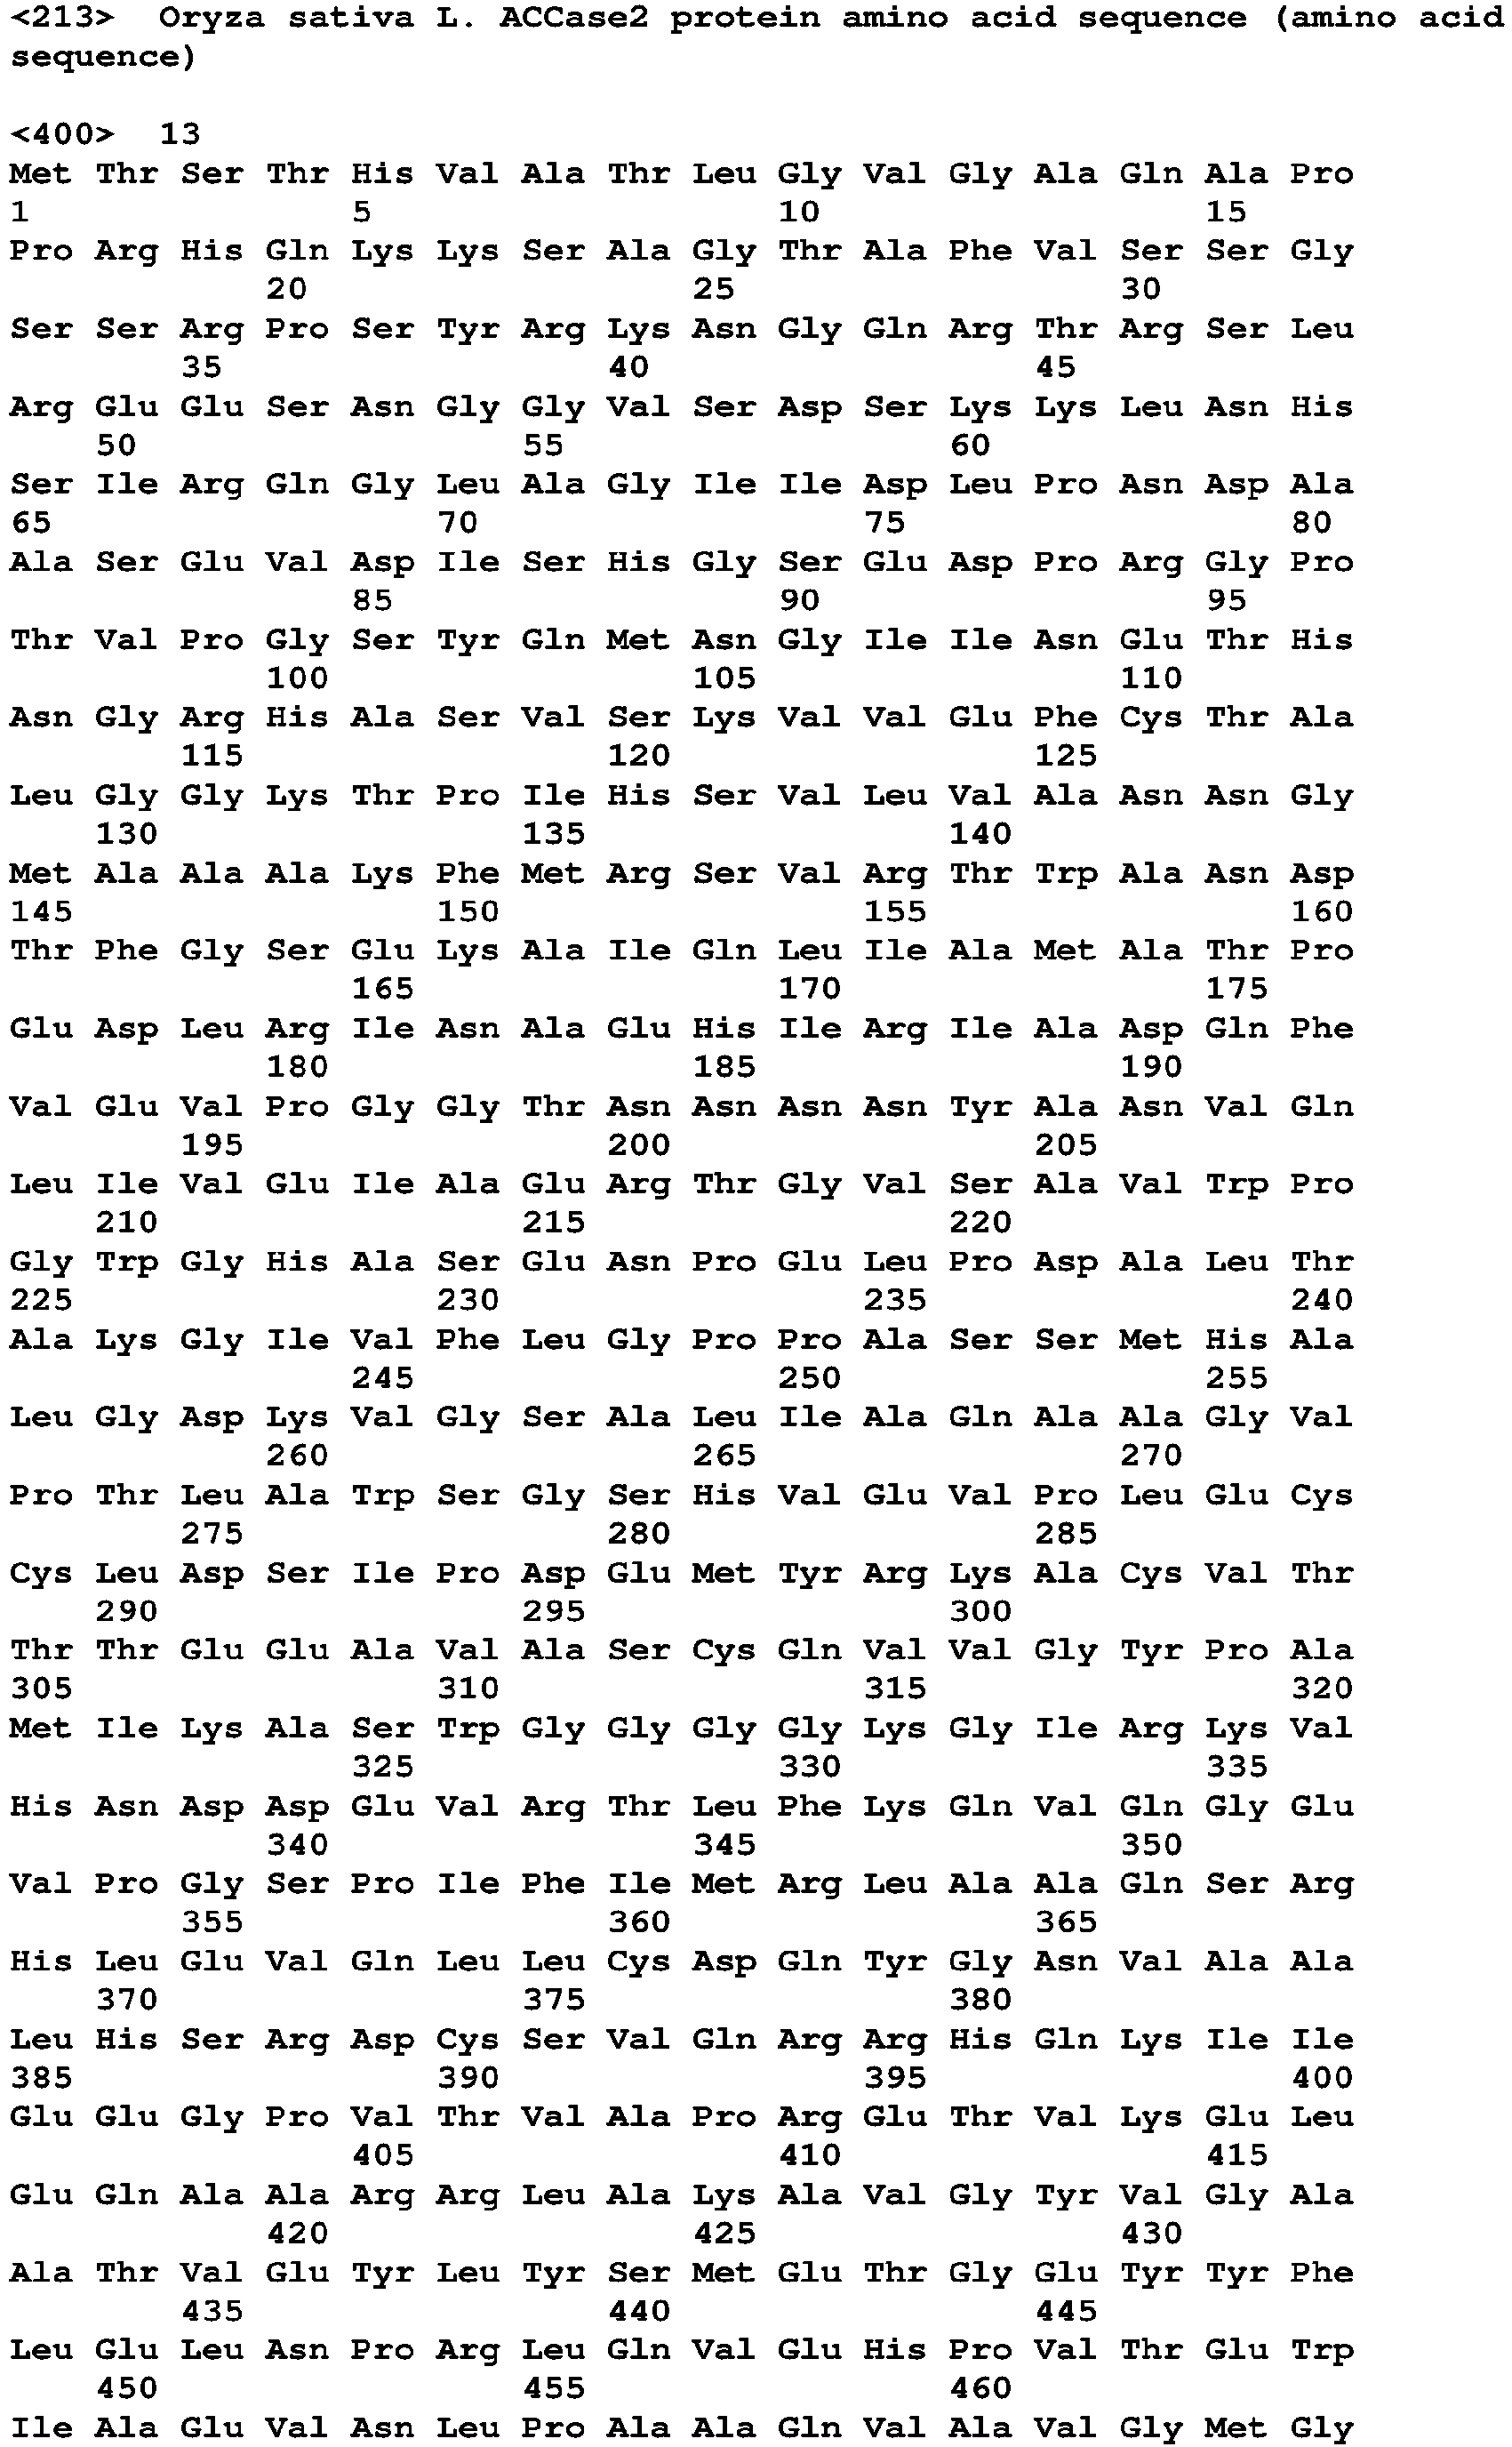 <213>  Oryza sativa L. ACCase2 protein amino acid sequence (amino acid
sequence)
<400>  13
Met Thr Ser Thr His Val Ala Thr Leu Gly Val Gly Ala Gln Ala Pro
1 5 10 15
Pro Arg His Gln Lys Lys Ser Ala Gly Thr Ala Phe Val Ser Ser Gly
20 25 30
Ser Ser Arg Pro Ser Tyr Arg Lys Asn Gly Gln Arg Thr Arg Ser Leu
35 40 45
Arg Glu Glu Ser Asn Gly Gly Val Ser Asp Ser Lys Lys Leu Asn His
50 55 60
Ser Ile Arg Gln Gly Leu Ala Gly Ile Ile Asp Leu Pro Asn Asp Ala
65 70 75 80
Ala Ser Glu Val Asp Ile Ser His Gly Ser Glu Asp Pro Arg Gly Pro
85 90 95
Thr Val Pro Gly Ser Tyr Gln Met Asn Gly Ile Ile Asn Glu Thr His
100 105 110
Asn Gly Arg His Ala Ser Val Ser Lys Val Val Glu Phe Cys Thr Ala
115 120 125
Leu Gly Gly Lys Thr Pro Ile His Ser Val Leu Val Ala Asn Asn Gly
130 135 140
Met Ala Ala Ala Lys Phe Met Arg Ser Val Arg Thr Trp Ala Asn Asp
145 150 155 160
Thr Phe Gly Ser Glu Lys Ala Ile Gln Leu Ile Ala Met Ala Thr Pro
165 170 175
Glu Asp Leu Arg Ile Asn Ala Glu His Ile Arg Ile Ala Asp Gln Phe
180 185 190
Val Glu Val Pro Gly Gly Thr Asn Asn Asn Asn Tyr Ala Asn Val Gln
195 200 205
Leu Ile Val Glu Ile Ala Glu Arg Thr Gly Val Ser Ala Val Trp Pro
210 215 220
Gly Trp Gly His Ala Ser Glu Asn Pro Glu Leu Pro Asp Ala Leu Thr
225 230 235 240
Ala Lys Gly Ile Val Phe Leu Gly Pro Pro Ala Ser Ser Met His Ala
245 250 255
Leu Gly Asp Lys Val Gly Ser Ala Leu Ile Ala Gln Ala Ala Gly Val
260 265 270
Pro Thr Leu Ala Trp Ser Gly Ser His Val Glu Val Pro Leu Glu Cys
275 280 285
Cys Leu Asp Ser Ile Pro Asp Glu Met Tyr Arg Lys Ala Cys Val Thr
290 295 300
Thr Thr Glu Glu Ala Val Ala Ser Cys Gln Val Val Gly Tyr Pro Ala
305 310 315 320
Met Ile Lys Ala Ser Trp Gly Gly Gly Gly Lys Gly Ile Arg Lys Val
325 330 335
His Asn Asp Asp Glu Val Arg Thr Leu Phe Lys Gln Val Gln Gly Glu
340 345 350
Val Pro Gly Ser Pro Ile Phe Ile Met Arg Leu Ala Ala Gln Ser Arg
355 360 365
His Leu Glu Val Gln Leu Leu Cys Asp Gln Tyr Gly Asn Val Ala Ala
370 375 380
Leu His Ser Arg Asp Cys Ser Val Gln Arg Arg His Gln Lys Ile Ile
385 390 395 400
Glu Glu Gly Pro Val Thr Val Ala Pro Arg Glu Thr Val Lys Glu Leu
405 410 415
Glu Gln Ala Ala Arg Arg Leu Ala Lys Ala Val Gly Tyr Val Gly Ala
420 425 430
Ala Thr Val Glu Tyr Leu Tyr Ser Met Glu Thr Gly Glu Tyr Tyr Phe
435 440 445
Leu Glu Leu Asn Pro Arg Leu Gln Val Glu His Pro Val Thr Glu Trp
450 455 460
Ile Ala Glu Val Asn Leu Pro Ala Ala Gln Val Ala Val Gly Met Gly